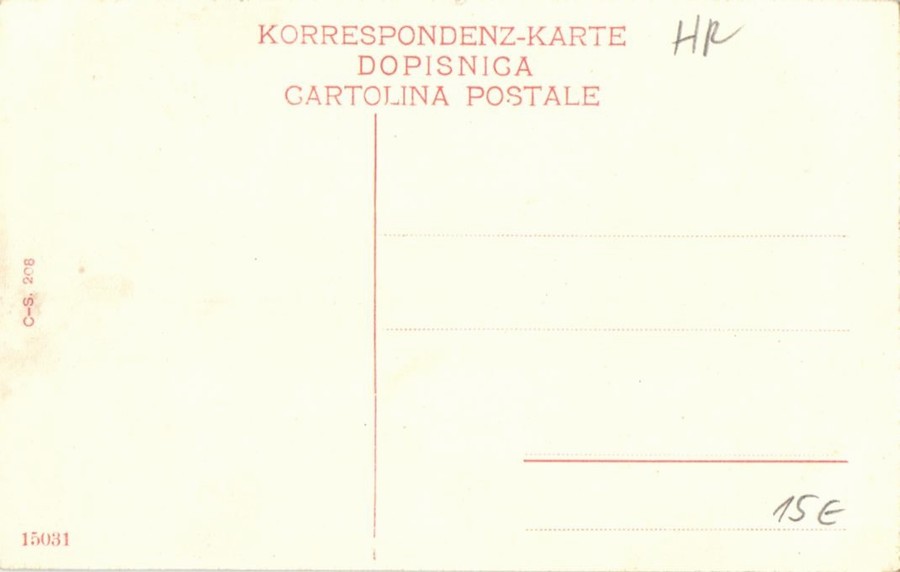 KORRESPONDENZ-KARTE
DOPISNICA
CARTOLINA POSTALE
HR
C-S. 208
15E
15031